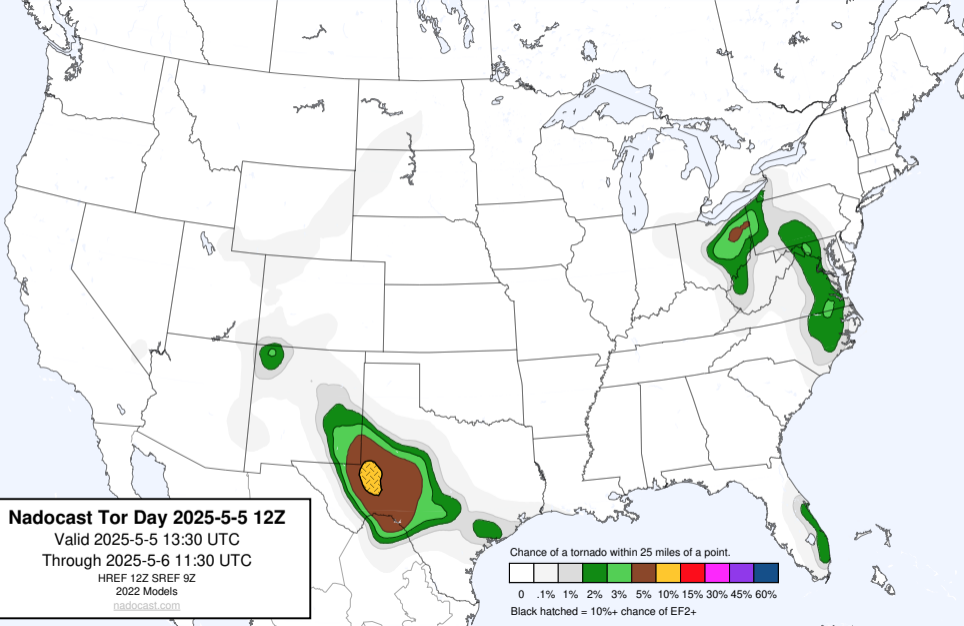 Nadocast Tor Day 2025-5-5 12Z
Valid 2025-5-5 13:30 UTC
Through 2025-5-6 11:30 UTC
HREF 12Z SREF 9Z
2022 Models
nadocast.com
Chance of a tornado within 25 miles of a point.
0 .1% 1% 2% 3% 5% 10% 15% 30% 45% 60%
Black hatched = 10%+ chance of EF2+